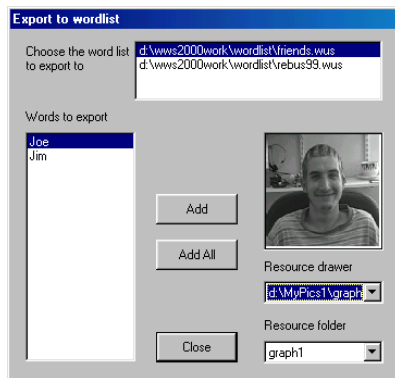 Export to wordlist
Choose the word list
to export to
d:\wws2000work\wordlist\friends.wus
d:\wws2000work\wordlist\rebus99.wus
Words to export
Joe
Jim
Add
Add All
Resource drawer
d:\MyPics1\graph
Resource folder
Close
graph1